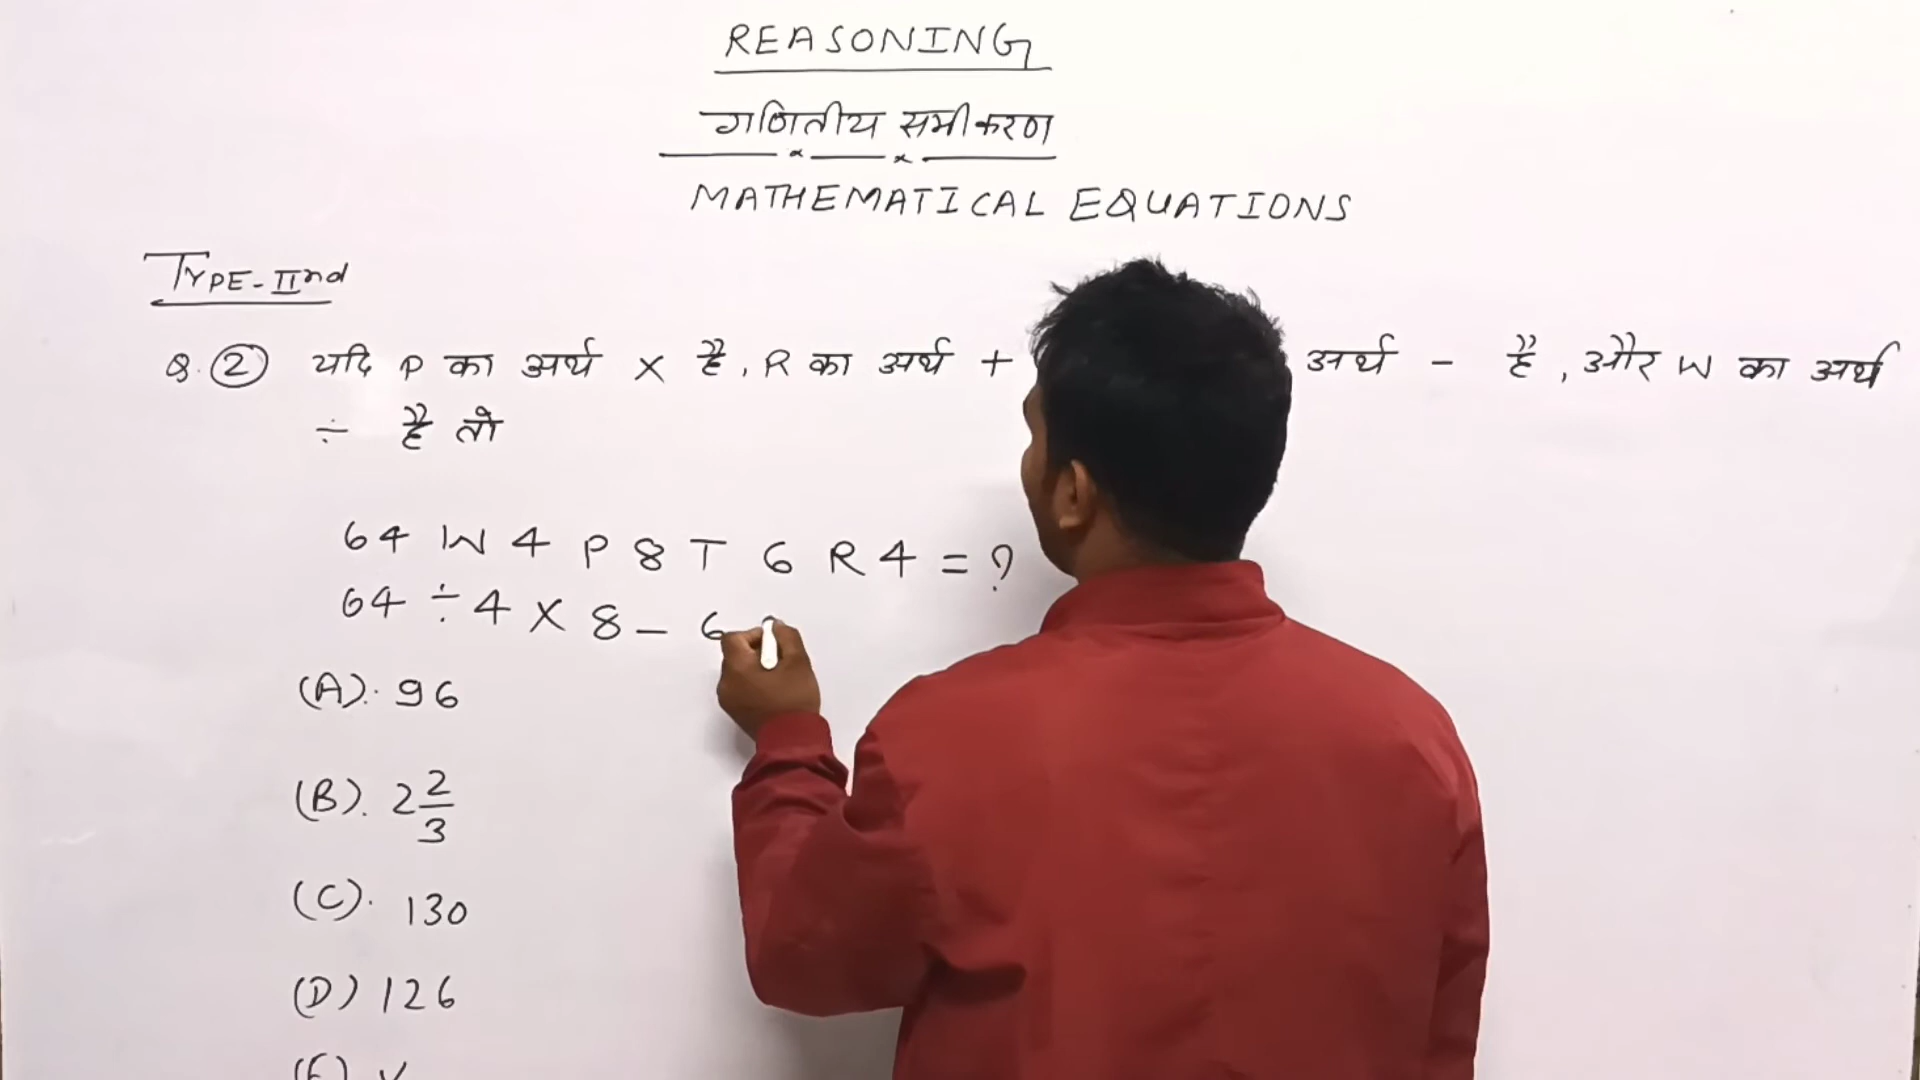 REASONING
गणितीय समीकरण
MATHEMATICAL EQUATIONS
TYPE-IInd
Q. 2 यदि P का अर्थ × है, R का अर्थ + अर्थ - है, और W का अर्थ
÷ है तो
64 W 4 P 8 T 6 R 4 = ?
64 ÷ 4 × 8 - 6
(A). 96
(B). 2 2/3
(C). 130
(D) 126